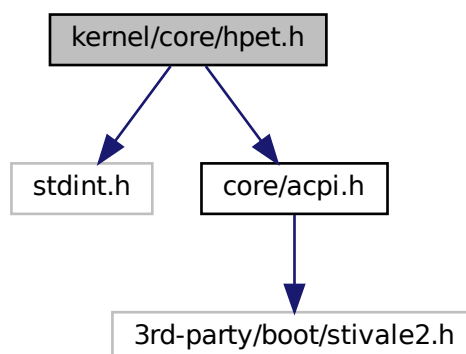 kernel/core/hpet.h
stdint.h
core/acpi.h
3rd-party/boot/stivale2.h